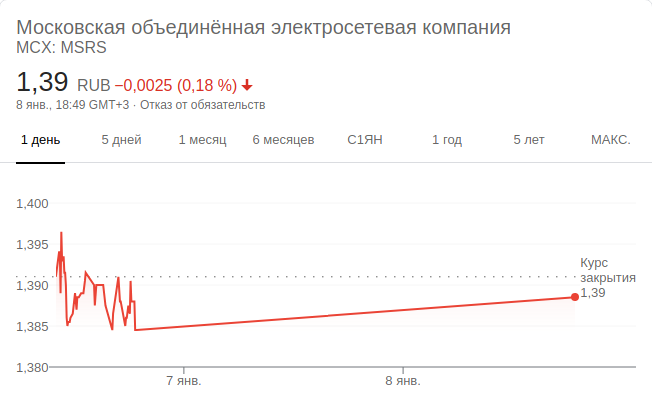 Московская объединённая электросетевая компания
MCX: MSRS
1,39 RUB −0,0025 (0,18 %)
8 янв., 18:49 GMT+3 · Отказ от обязательств
1 день 5 дней 1 месяц 6 месяцев С1ЯН 1 год 5 лет МАКС.
1,400
1,395
Курс
закрытия
1,39
1,390
1,385
1,380
7 янв. 8 янв.